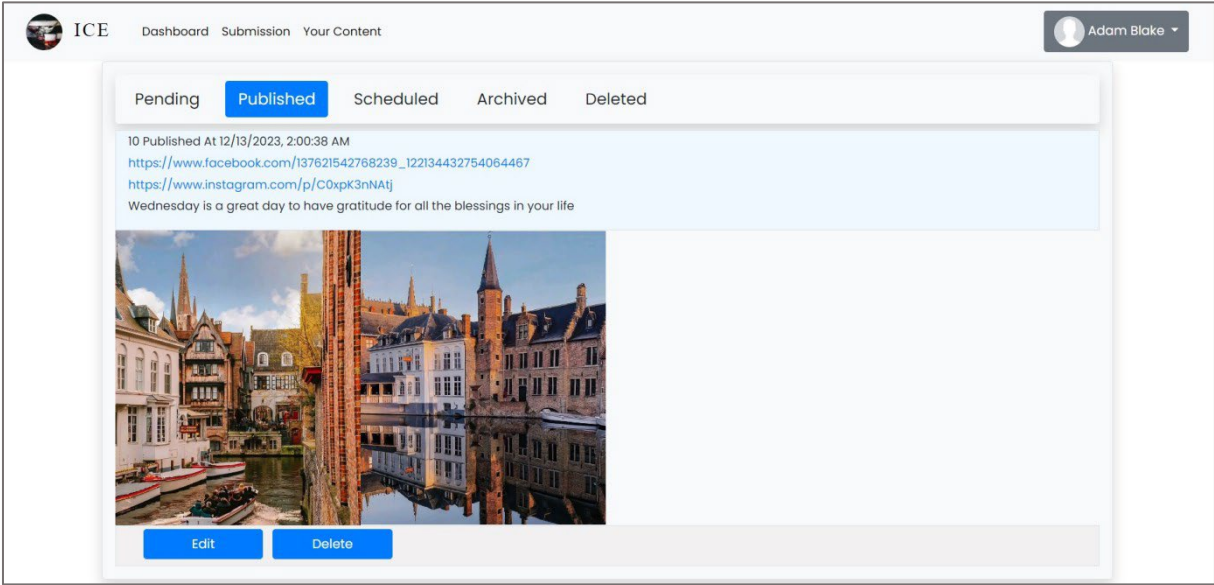 ICE Dashboard Submission Your Content Adam Blake
Pending Published Scheduled Archived Deleted
10 Published At 12/13/2023, 2:00:38 AM
https://www.facebook.com/137621542768239_122134432754064467
https://www.instagram.com/p/C0xpK3nNAtj
Wednesday is a great day to have gratitude for all the blessings in your life
Edit Delete